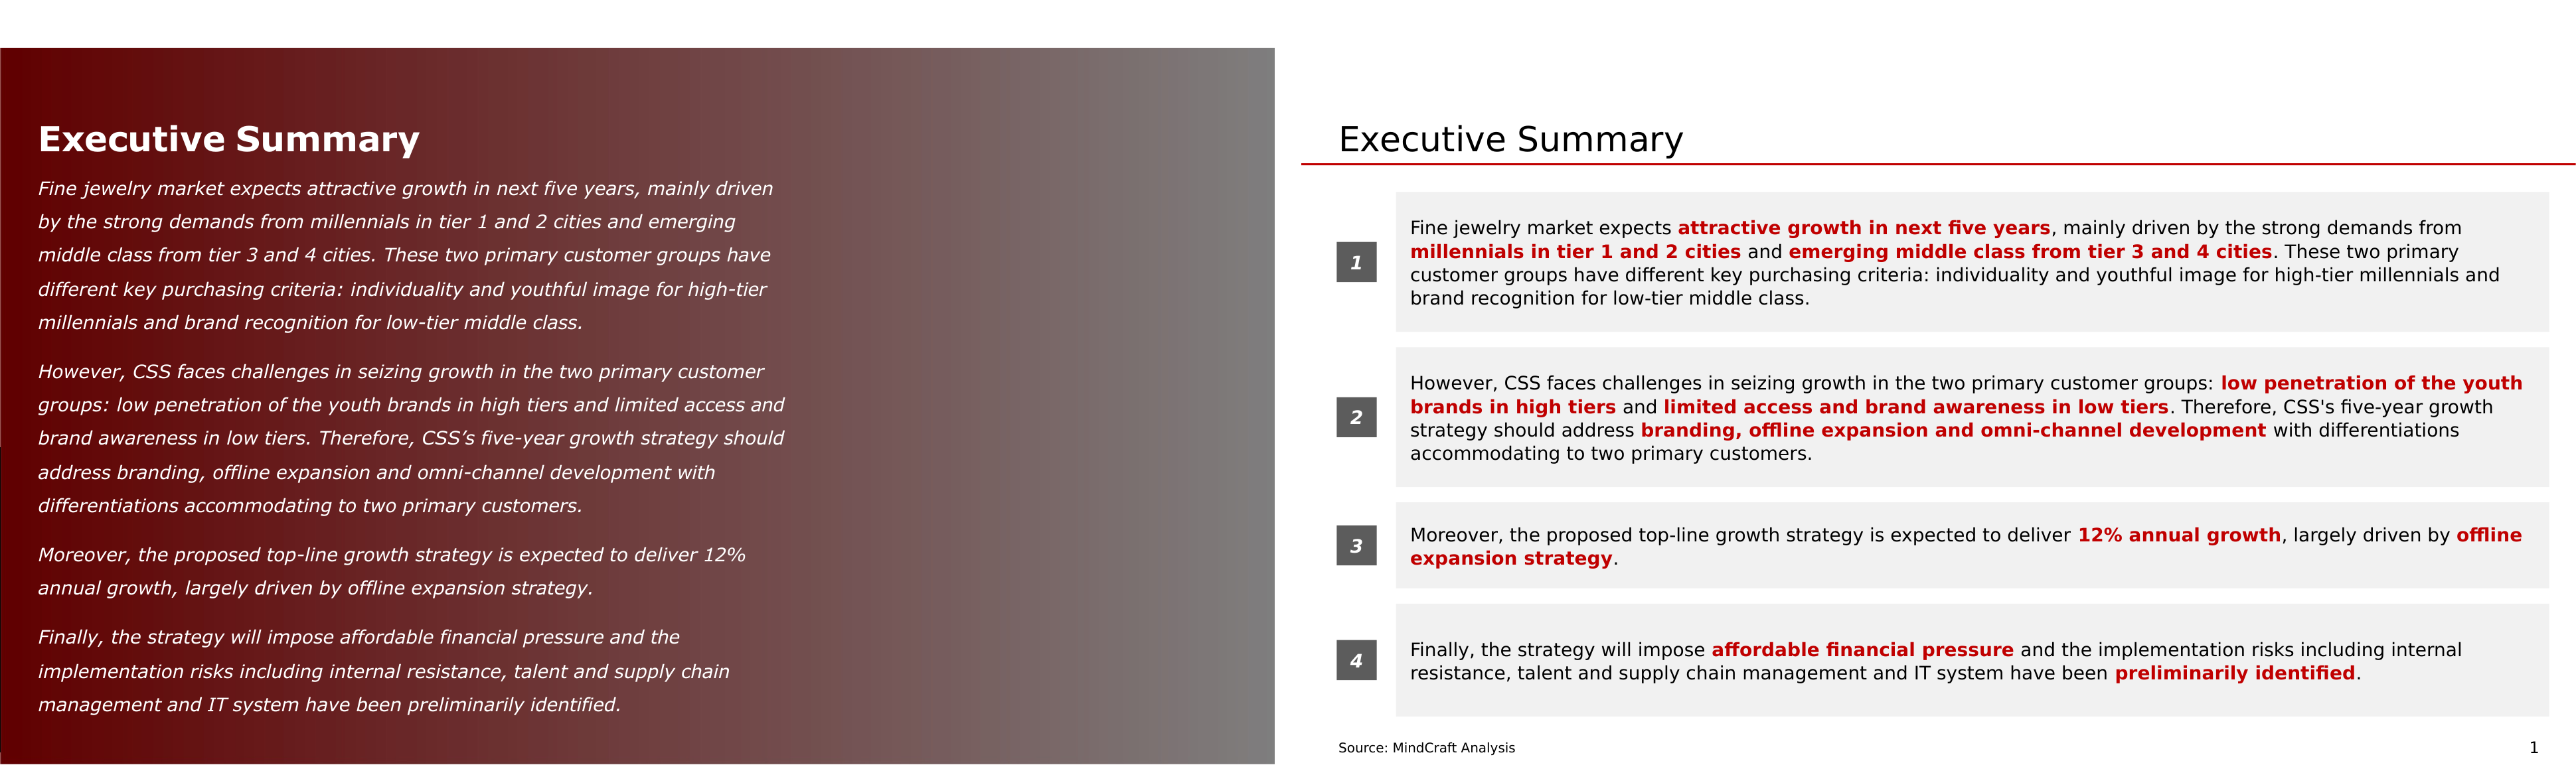 Executive Summary
Fine jewelry market expects attractive growth in next five years, mainly driven
by the strong demands from millennials in tier 1 and 2 cities and emerging
middle class from tier 3 and 4 cities. These two primary customer groups have
different key purchasing criteria: individuality and youthful image for high-tier
millennials and brand recognition for low-tier middle class.
However, CSS faces challenges in seizing growth in the two primary customer
groups: low penetration of the youth brands in high tiers and limited access and
brand awareness in low tiers. Therefore, CSS’s five-year growth strategy should
address branding, offline expansion and omni-channel development with
differentiations accommodating to two primary customers.
Moreover, the proposed top-line growth strategy is expected to deliver 12%
annual growth, largely driven by offline expansion strategy.
Finally, the strategy will impose affordable financial pressure and the
implementation risks including internal resistance, talent and supply chain
management and IT system have been preliminarily identified.
Executive Summary
1
Fine jewelry market expects attractive growth in next five years, mainly driven by the strong demands from
millennials in tier 1 and 2 cities and emerging middle class from tier 3 and 4 cities. These two primary
customer groups have different key purchasing criteria: individuality and youthful image for high-tier millennials and
brand recognition for low-tier middle class.
2
However, CSS faces challenges in seizing growth in the two primary customer groups: low penetration of the youth
brands in high tiers and limited access and brand awareness in low tiers. Therefore, CSS's five-year growth
strategy should address branding, offline expansion and omni-channel development with differentiations
accommodating to two primary customers.
3
Moreover, the proposed top-line growth strategy is expected to deliver 12% annual growth, largely driven by offline
expansion strategy.
4
Finally, the strategy will impose affordable financial pressure and the implementation risks including internal
resistance, talent and supply chain management and IT system have been preliminarily identified.
Source: MindCraft Analysis
1